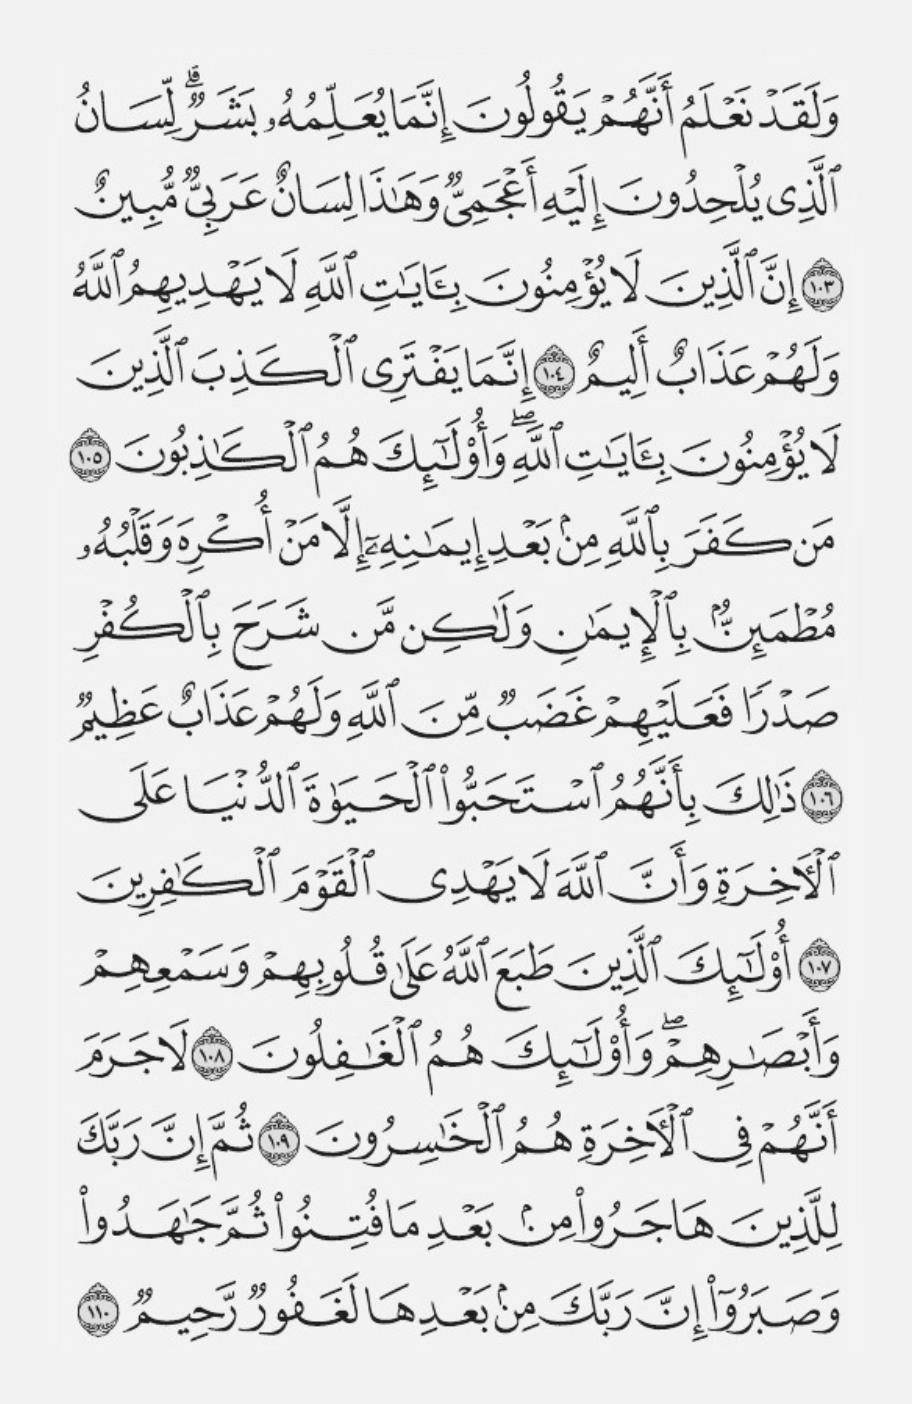 وَلَقَدۡ نَعۡلَمُ أَنَّهُمۡ يَقُولُونَ إِنَّمَا يُعَلِّمُهُۥ بَشَرٞۗ لِّسَانُ
ٱلَّذِي يُلۡحِدُونَ إِلَيۡهِ أَعۡجَمِيّٞ وَهَٰذَا لِسَانٌ عَرَبِيّٞ مُّبِينٌ
١٠٣ إِنَّ ٱلَّذِينَ لَا يُؤۡمِنُونَ بِـَٔايَٰتِ ٱللَّهِ لَا يَهۡدِيهِمُ ٱللَّهُ
وَلَهُمۡ عَذَابٌ أَلِيمٌ ١٠٤ إِنَّمَا يَفۡتَرِي ٱلۡكَذِبَ ٱلَّذِينَ
لَا يُؤۡمِنُونَ بِـَٔايَٰتِ ٱللَّهِۖ وَأُوْلَٰٓئِكَ هُمُ ٱلۡكَٰذِبُونَ ١٠٥
مَن كَفَرَ بِٱللَّهِ مِنۢ بَعۡدِ إِيمَٰنِهِۦٓ إِلَّا مَنۡ أُكۡرِهَ وَقَلۡبُهُۥ
مُطۡمَئِنُّۢ بِٱلۡإِيمَٰنِ وَلَٰكِن مَّن شَرَحَ بِٱلۡكُفۡرِ
صَدۡرٗا فَعَلَيۡهِمۡ غَضَبٞ مِّنَ ٱللَّهِ وَلَهُمۡ عَذَابٌ عَظِيمٞ
١٠٦ ذَٰلِكَ بِأَنَّهُمُ ٱسۡتَحَبُّواْ ٱلۡحَيَوٰةَ ٱلدُّنۡيَا عَلَى
ٱلۡأٓخِرَةِ وَأَنَّ ٱللَّهَ لَا يَهۡدِي ٱلۡقَوۡمَ ٱلۡكَٰفِرِينَ
١٠٧ أُوْلَٰٓئِكَ ٱلَّذِينَ طَبَعَ ٱللَّهُ عَلَىٰ قُلُوبِهِمۡ وَسَمۡعِهِمۡ
وَأَبۡصَٰرِهِمۡۖ وَأُوْلَٰٓئِكَ هُمُ ٱلۡغَٰفِلُونَ ١٠٨ لَا جَرَمَ
أَنَّهُمۡ فِي ٱلۡأٓخِرَةِ هُمُ ٱلۡخَٰسِرُونَ ١٠٩ ثُمَّ إِنَّ رَبَّكَ
لِلَّذِينَ هَاجَرُواْ مِنۢ بَعۡدِ مَا فُتِنُواْ ثُمَّ جَٰهَدُواْ
وَصَبَرُوٓاْ إِنَّ رَبَّكَ مِنۢ بَعۡدِهَا لَغَفُورٞ رَّحِيمٞ ١١٠